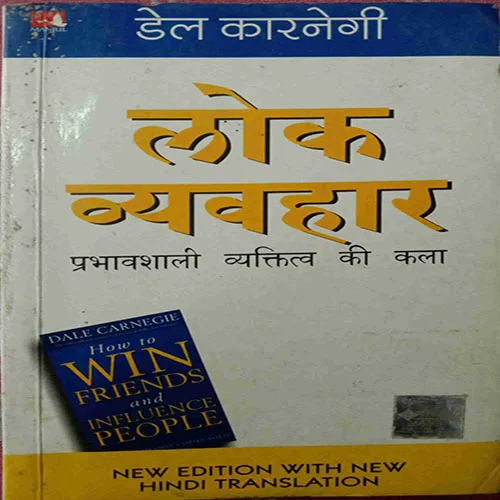 MANJUL
डेल कारनेगी
लोक
व्यवहार
प्रभावशाली व्यक्तित्व की कला
DALE CARNEGIE
How to
WIN
FRIENDS
and
INFLUENCE
PEOPLE
NEW EDITION WITH NEW
HINDI TRANSLATION